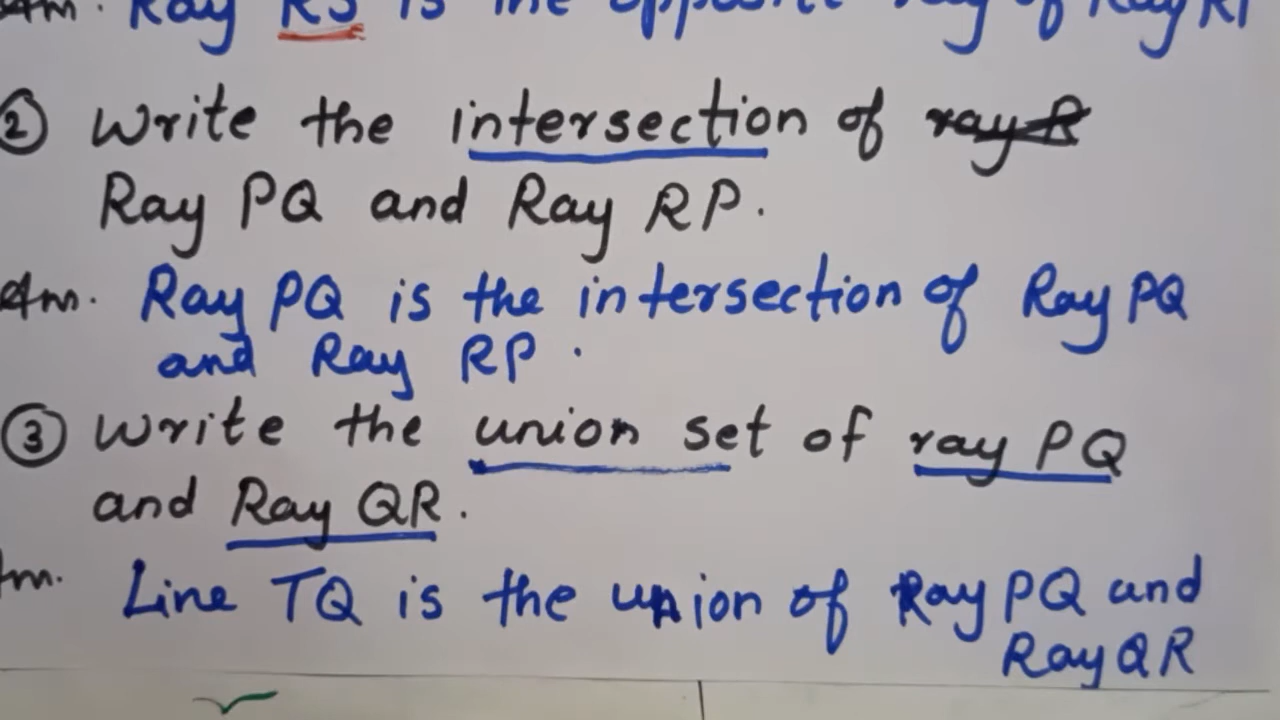 Ans. Ray RS is the opposite ray of Ray RP
② Write the intersection of
Ray PQ and Ray RP.
Ans. Ray PQ is the intersection of Ray PQ
and Ray RP.
③ Write the union set of ray PQ
and Ray QR.
Ans. Line TQ is the union of Ray PQ and
Ray QR